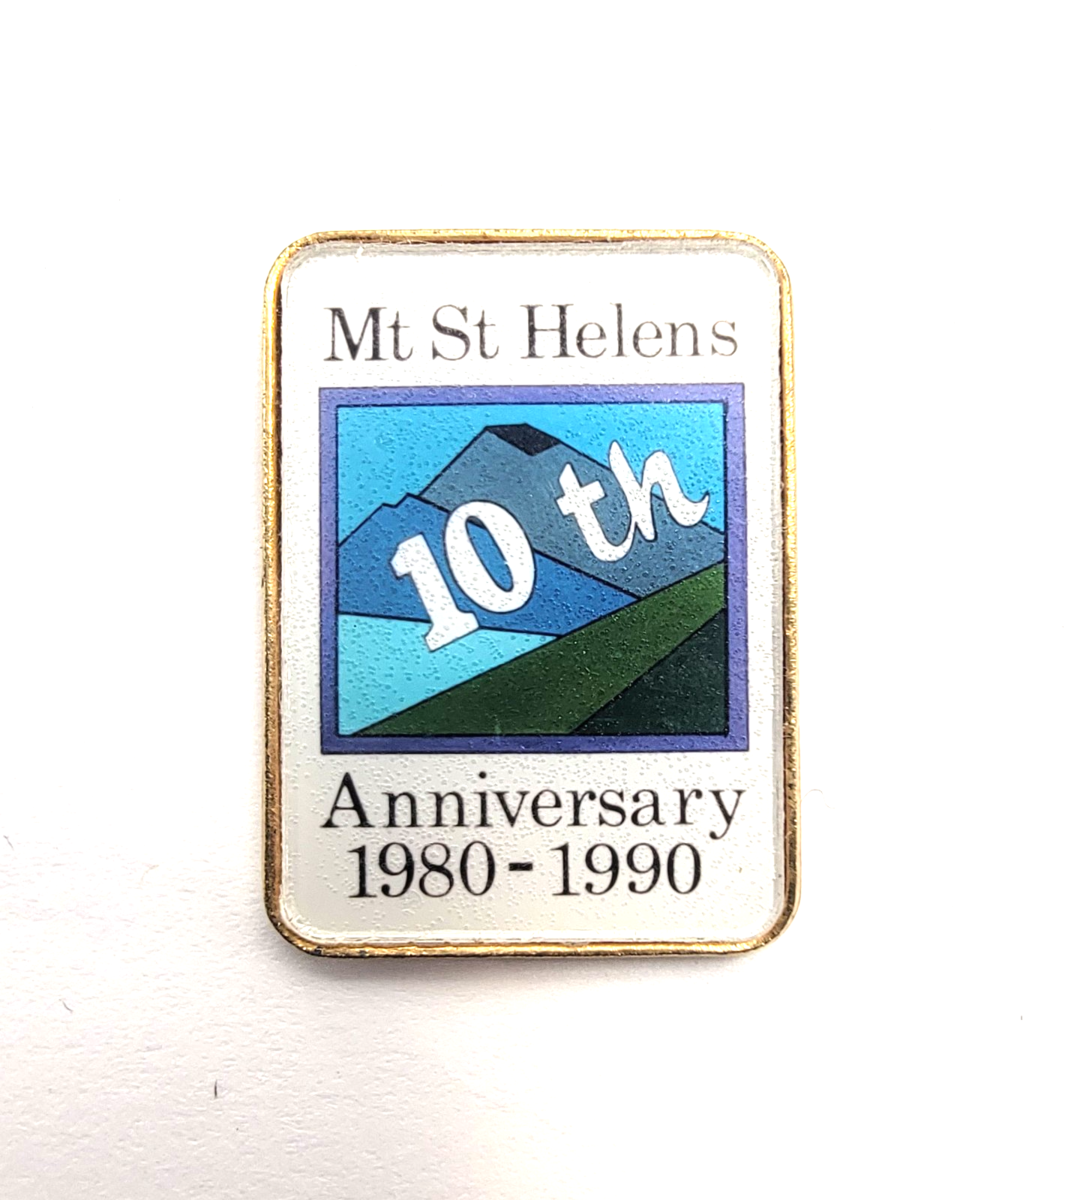 Mt St Helens
10 th
Anniversary
1980-1990